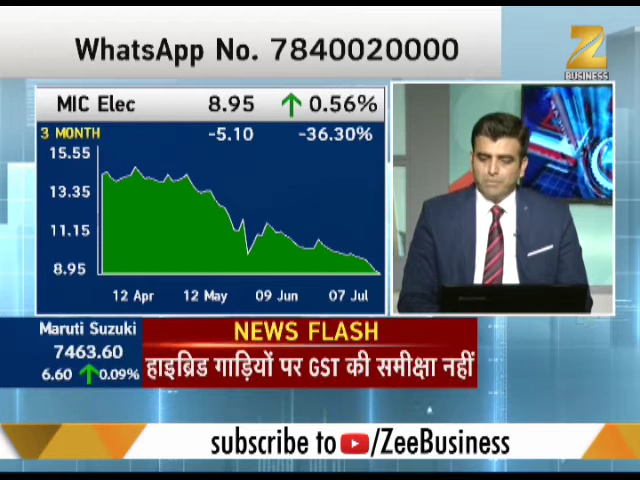 WhatsApp No. 7840020000
Z
BUSINESS
MIC Elec 8.95 0.56%
3 MONTH -5.10 -36.30%
15.55
13.35
11.15
8.95
12 Apr 12 May 09 Jun 07 Jul
Maruti Suzuki
7463.60
6.60 0.09%
NEWS FLASH
हाइब्रिड गाड़ियों पर GST की समीक्षा नहीं
subscribe to /ZeeBusiness